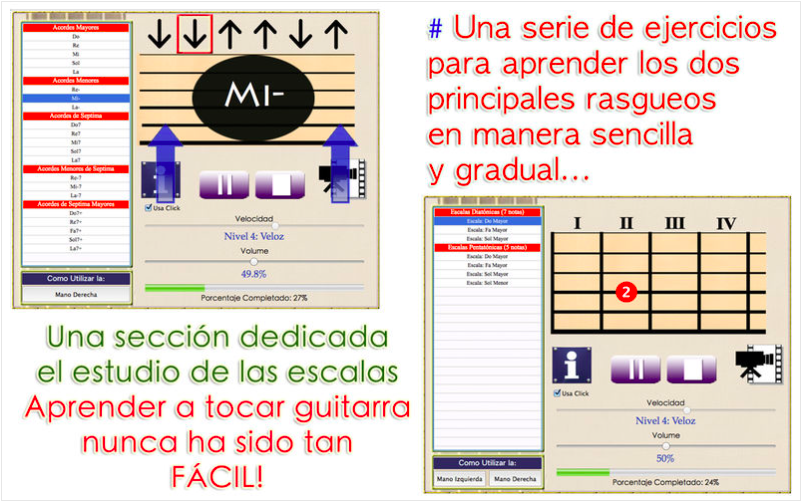 Acordes Mayores
Do
Re
Mi
Sol
La
Acordes Menores
Re-
Mi-
La-
Acordes de Septima
Do7
Re7
Mi7
Sol7
La7
Acordes Menores de Septima
Re-7
Mi-7
La-7
Acordes de Septima Mayores
Do7+
Re7+
Fa7+
Sol7+
La7+
Como Utilizar la:
Mano Derecha
Mi-
Usa Click
Velocidad
Nivel 4: Veloz
Volume
49.8%
Porcentaje Completado: 27%
# Una serie de ejercicios
para aprender los dos
principales rasgueos
en manera sencilla
y gradual...
Una sección dedicada
el estudio de las escalas
Aprender a tocar guitarra
nunca ha sido tan
FÁCIL!
Escalas Diatónicas (7 notas)
Escala: Do Mayor
Escala: Fa Mayor
Escala: Sol Mayor
Escalas Pentatónicas (5 notas)
Escala: Do Mayor
Escala: Fa Mayor
Escala: Sol Mayor
Escala: Sol Menor
Como Utilizar la:
Mano Izquierda Mano Derecha
I II III IV
2
i
Usa Click
Velocidad
Nivel 4: Veloz
Volume
50%
Porcentaje Completado: 24%